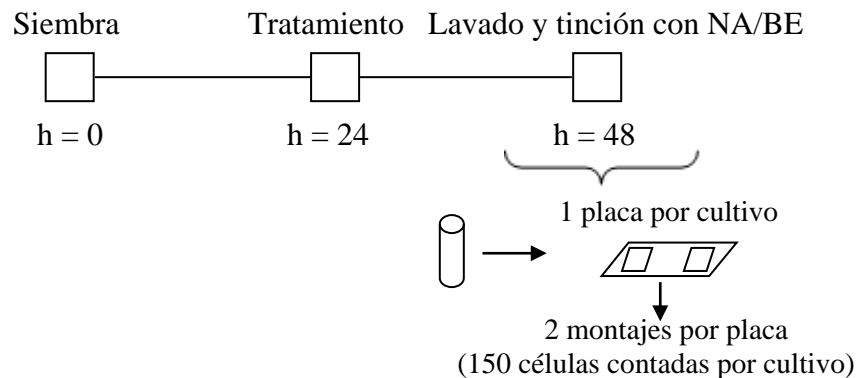 Siembra Tratamiento Lavado y tinción con NA/BE
h = 0 h = 24 h = 48
1 placa por cultivo
2 montajes por placa
(150 células contadas por cultivo)